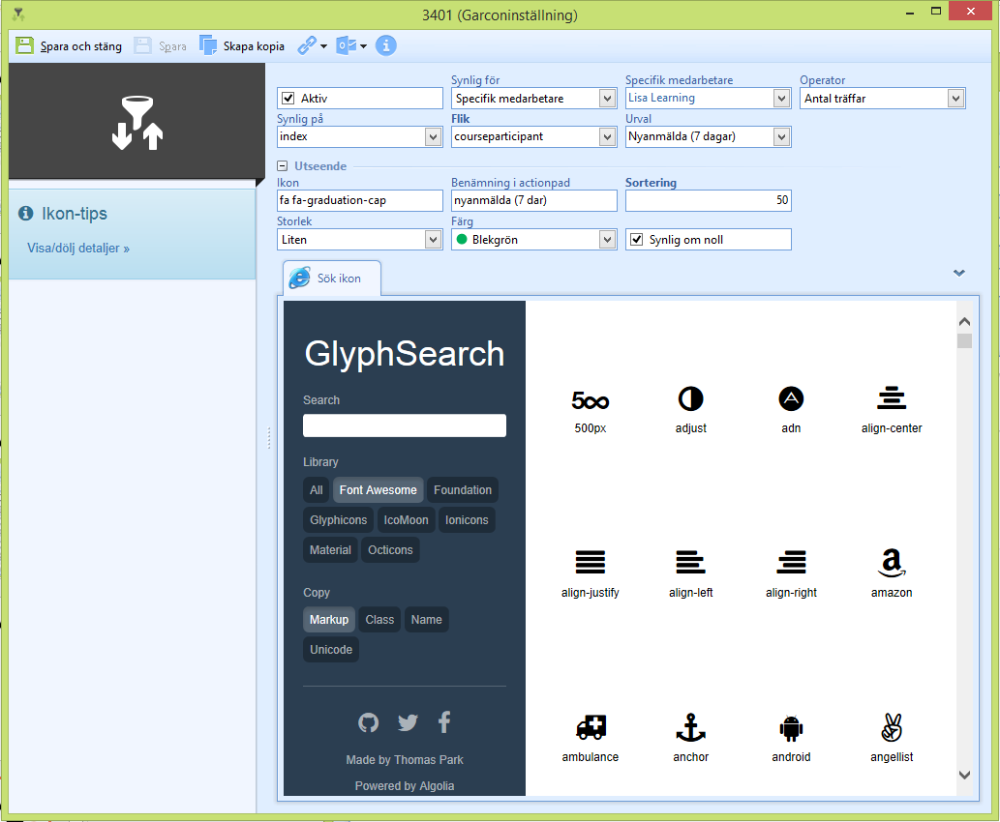 3401 (Garconinställning)
Spara och stäng Spara Skapa kopia
Synlig för Specifik medarbetare Operator
Aktiv Specifik medarbetare Lisa Learning Antal träffar
Synlig på Flik Urval
index courseparticipant Nyanmälda (7 dagar)
Utseende
Ikon Benämning i actionpad Sortering
fa fa-graduation-cap nyanmälda (7 dar) 50
Storlek Färg
Liten Blekgrön Synlig om noll
Ikon-tips
Visa/dölj detaljer »
Sök ikon
GlyphSearch
Search
Library
All Font Awesome Foundation
Glyphicons IcoMoon Ionicons
Material Octicons
Copy
Markup Class Name
Unicode
Made by Thomas Park
Powered by Algolia
500px adjust adn align-center
align-justify align-left align-right amazon
ambulance anchor android angellist